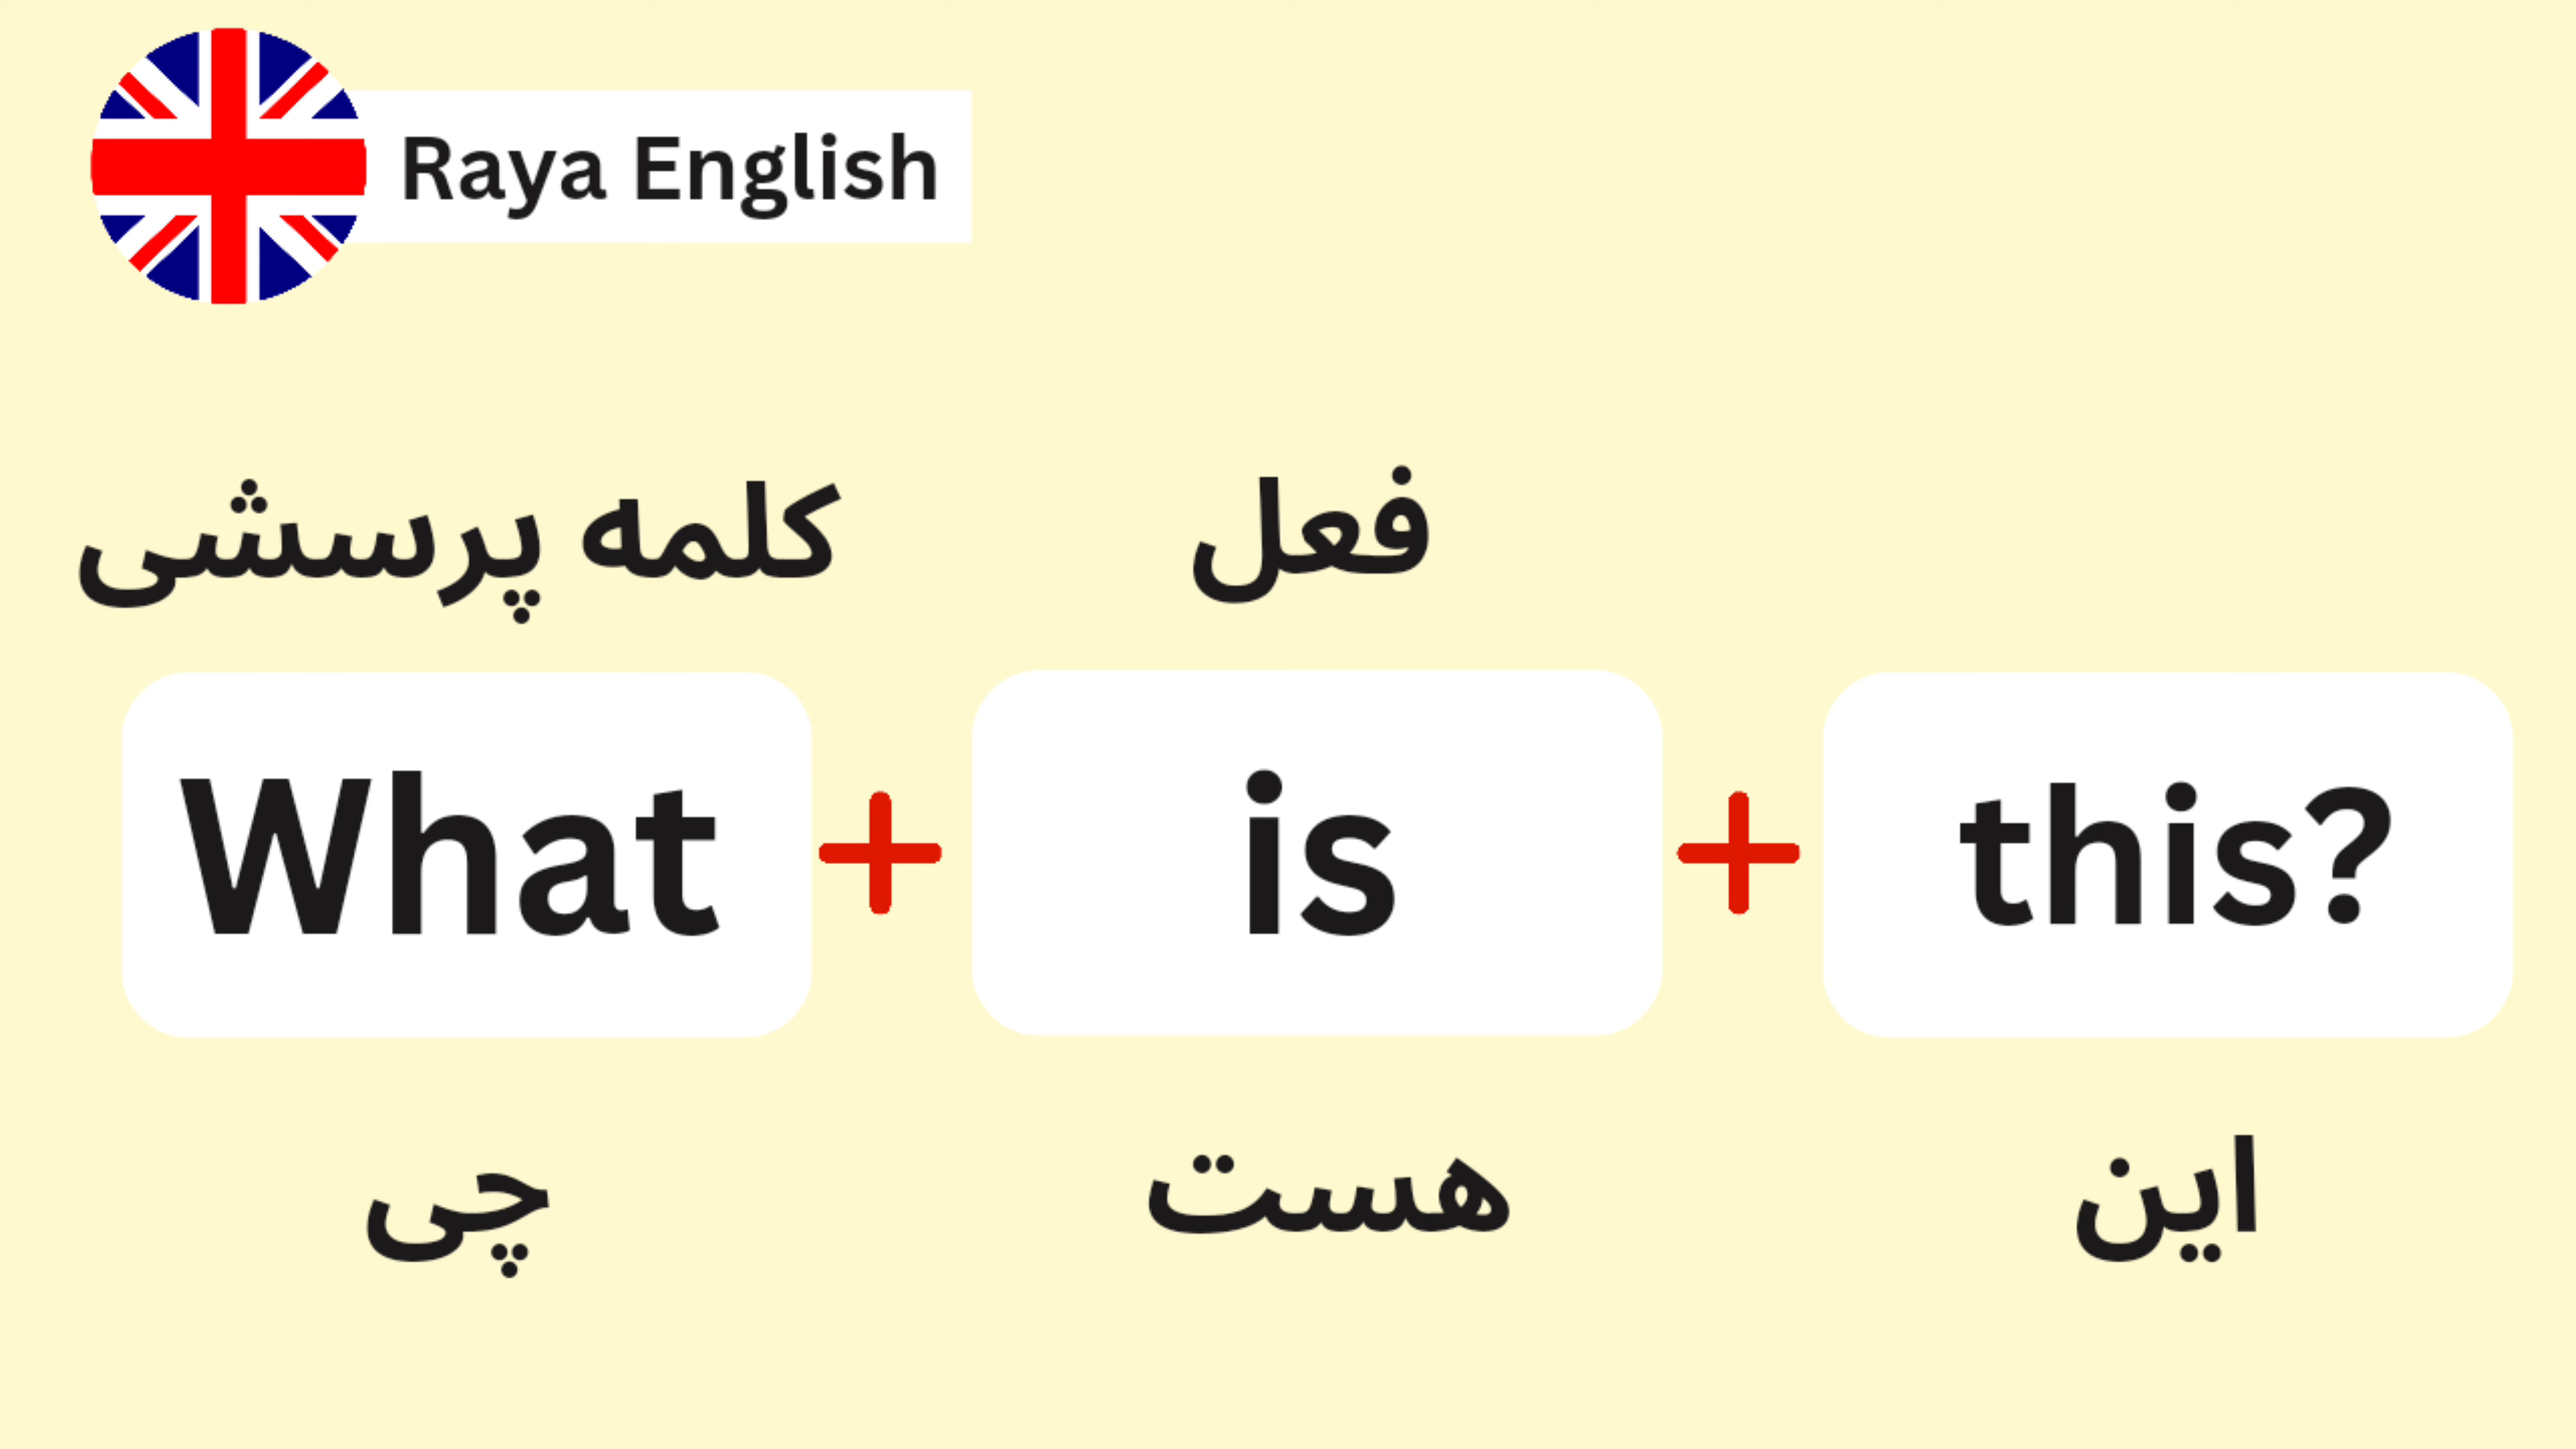 Raya English
کلمه پرسشی فعل
What + is + this?
چی هست این